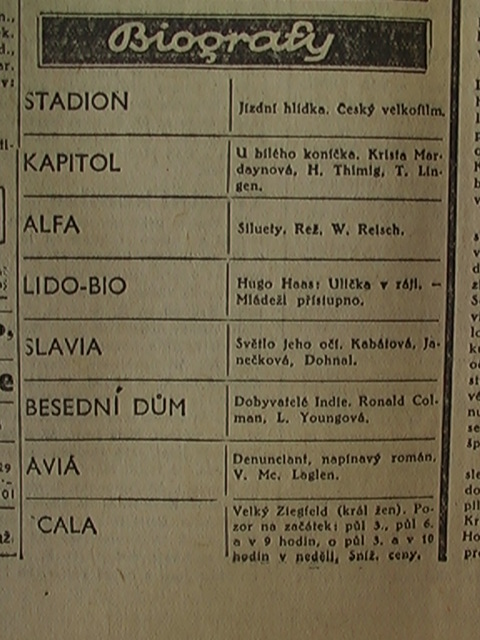 Biografy
STADION
Jízdní hlídka. Český velkofilm.
KAPITOL
U bílého koníčka. Krista Mar-
daynová, H. Thimig, T. Lin-
gen.
ALFA
Siluety. Rež. W. Reisch.
LIDO-BIO
Hugo Haas: Ulička v ráji. –
Mládeži přístupno.
SLAVIA
Světlo jeho očí. Kabátová, Ja-
nečková, Dohnal.
BESEDNÍ DŮM
Dobyvatelé Indie. Ronald Col-
man, L. Youngová.
AVIA
Denunciant, napínavý román.
V. Mc. Laglen.
CALA
Velký Ziegfeld (král žen). Po-
zor na začátek: půl 3., půl 6.
a v 9 hodin, o půl 3. a v 10
hodin v neděli. Sníž. ceny.